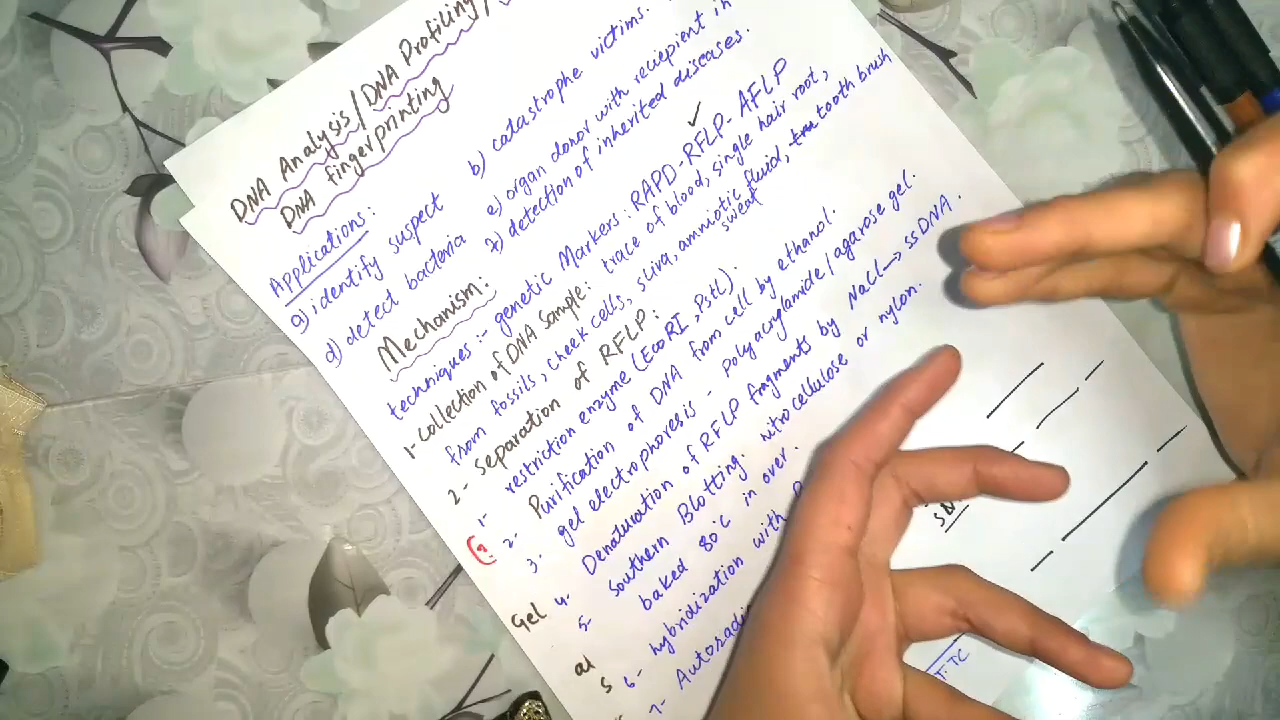 DNA Analysis/DNA Profiling/
DNA fingerprinting
Applications:
a) identify suspect b) catastrophe victims.
d) detect bacteria e) organ donor with reciepient in
7) detection of inherited diseases.
Mechanism:
techniques :- genetic Markers : RAPD-RFLP-AFLP
1- collection of DNA Sample: trace of blood, single hair root,
from fossils, cheek cells, sliva, amniotic fluid, tooth brush
sweat
2- separation of RFLP:
1- restriction enzyme (EcoRI, PstI).
2- Purification of DNA from cell by ethanol.
3- gel electrophoresis - polyacrylamide/agarose gel.
4- Denaturation of RFLP fragments by NaCl → ssDNA.
5- southern Blotting. nitrocellulose or nylon.
baked 80°C in over.
6- hybridization with
7-
Gel